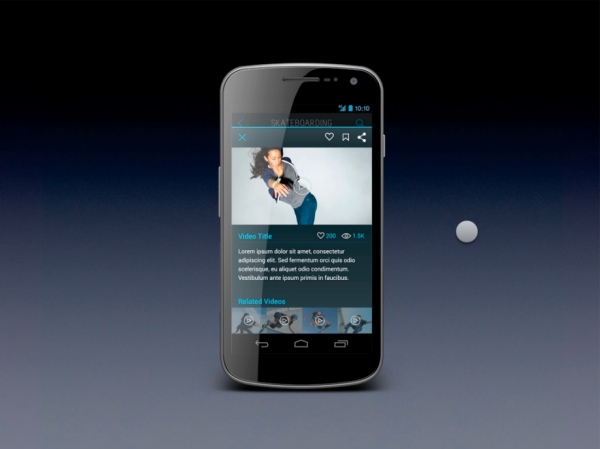 10:10
SKATEBOARDING
Video Title 200 1.5K
Lorem ipsum dolor sit amet, consectetur
adipiscing elit. Sed fermentum orci quis odio
scelerisque, eu aliquet odio condimentum.
Vestibulum ante ipsum primis in faucibus.
Related Videos